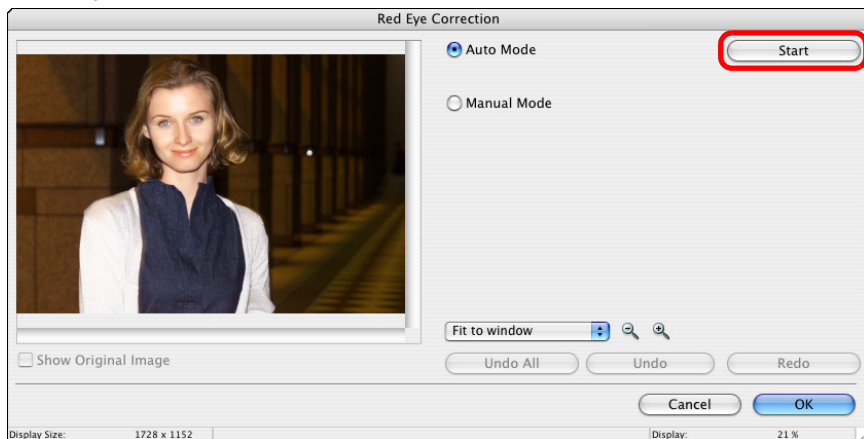 Red Eye Correction
Auto Mode
Start
Manual Mode
Fit to window
Show Original Image
Undo All
Undo
Redo
Cancel
OK
Display Size: 1728 x 1152
Display: 21 %